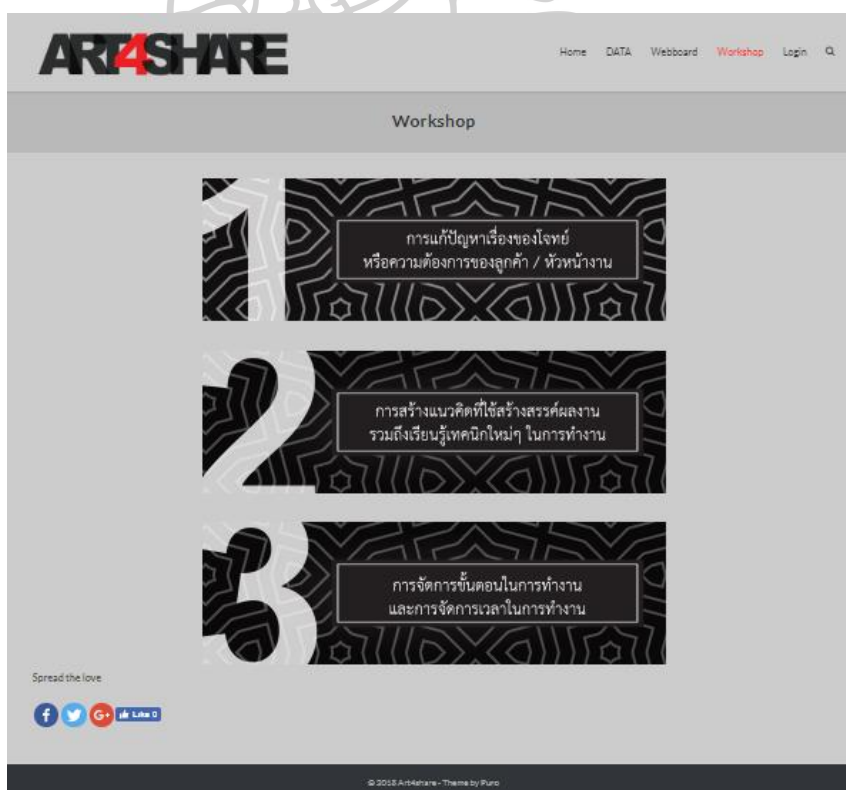 ART4SHARE
Home DATA Webboard Workshop Login
Workshop
1
การแก้ปัญหาเรื่องของโจทย์
หรือความต้องการของลูกค้า / หัวหน้างาน
2
การสร้างแนวคิดที่ใช้สร้างสรรค์ผลงาน
รวมถึงเรียนรู้เทคนิกใหม่ๆ ในการทำงาน
3
การจัดการขั้นตอนในการทำงาน
และการจัดการเวลาในการทำงาน
Spread the love
f G+ Like 0
© 2018 Art4share - Theme by Puro